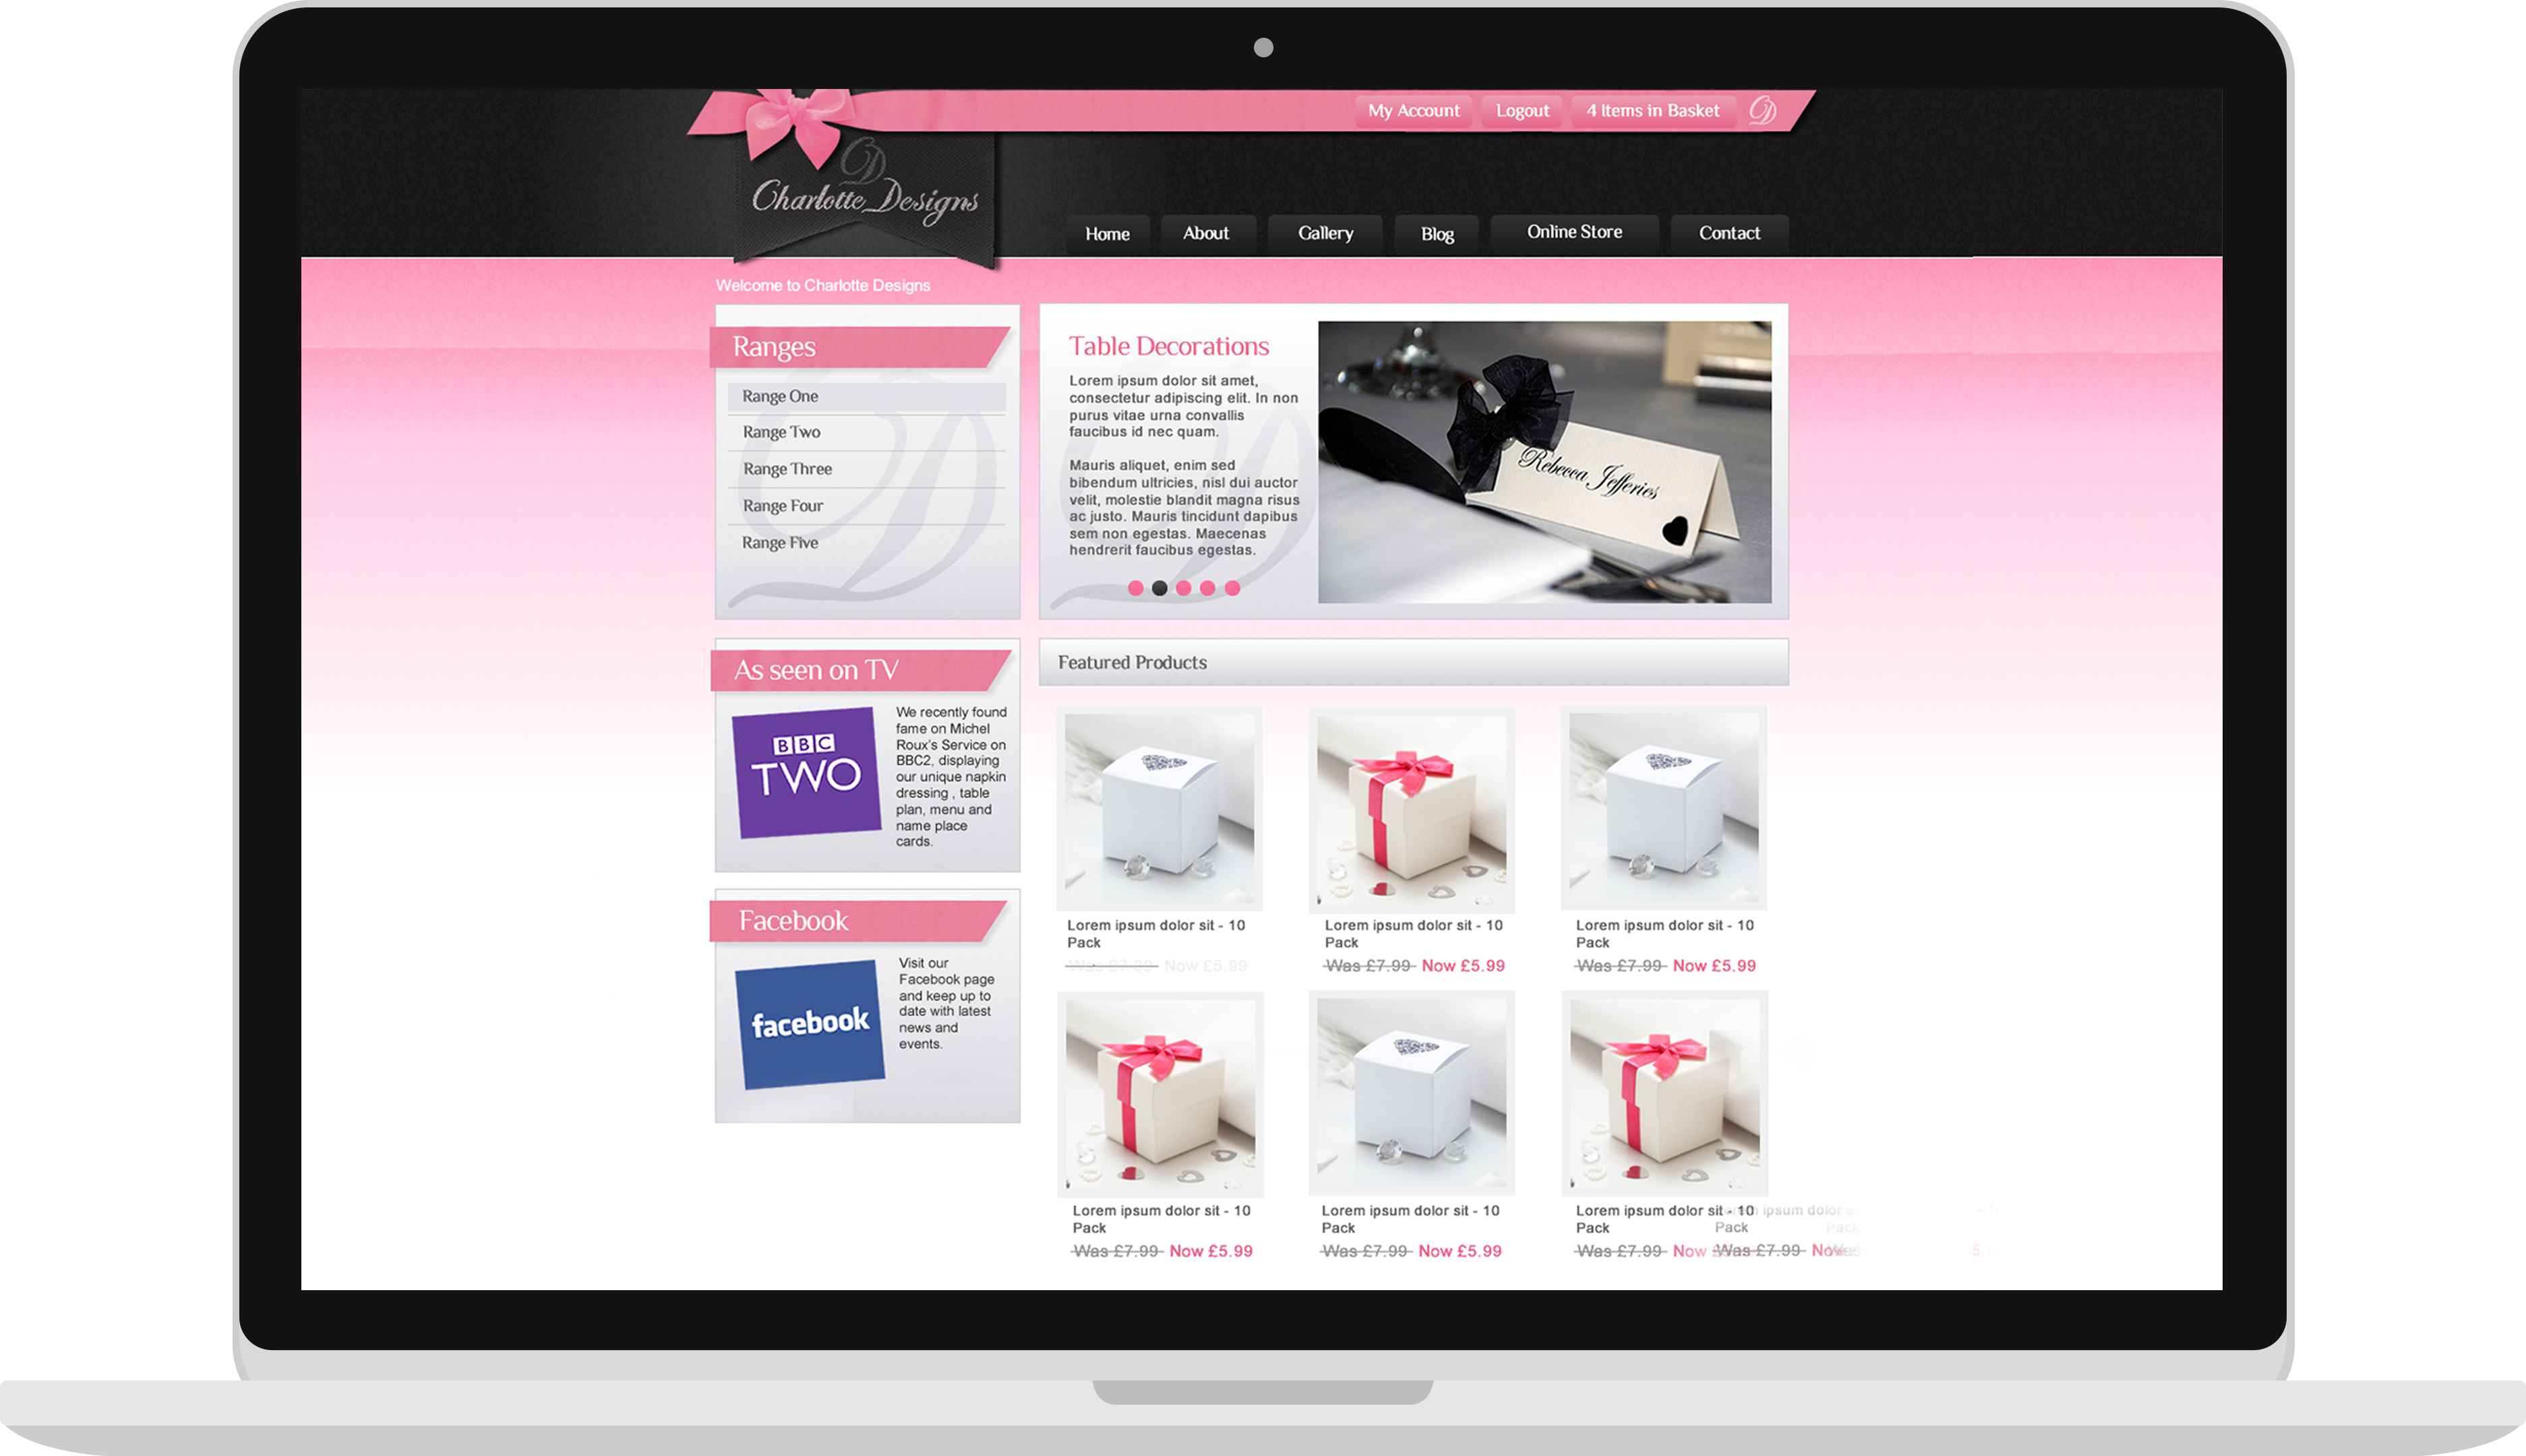 My Account
Logout
4 Items in Basket
CD
Charlotte Designs
Home
About
Gallery
Blog
Online Store
Contact
Welcome to Charlotte Designs
Ranges
Range One
Range Two
Range Three
Range Four
Range Five
Table Decorations
Lorem ipsum dolor sit amet,
consectetur adipiscing elit. In non
purus vitae urna convallis
faucibus id nec quam.
Mauris aliquet, enim sed
bibendum ultricies, nisl dui auctor
velit, molestie blandit magna risus
ac justo. Mauris tincidunt dapibus
sem non egestas. Maecenas
hendrerit faucibus egestas.
Rebecca Jefferies
As seen on TV
BBC
TWO
We recently found
fame on Michel
Roux's Service on
BBC2, displaying
our unique napkin
dressing , table
plan, menu and
name place
cards.
Facebook
facebook
Visit our
Facebook page
and keep up to
date with latest
news and
events.
Featured Products
Lorem ipsum dolor sit - 10
Pack
Was £7.99 Now £5.99
Lorem ipsum dolor sit - 10
Pack
Was £7.99 Now £5.99
Lorem ipsum dolor sit - 10
Pack
Was £7.99 Now £5.99
Lorem ipsum dolor sit - 10
Pack
Was £7.99 Now £5.99
Lorem ipsum dolor sit - 10
Pack
Was £7.99 Now £5.99
Lorem ipsum dolor sit - 10 ipsum dolor
Pack Pack
Was £7.99 Now Was £7.99